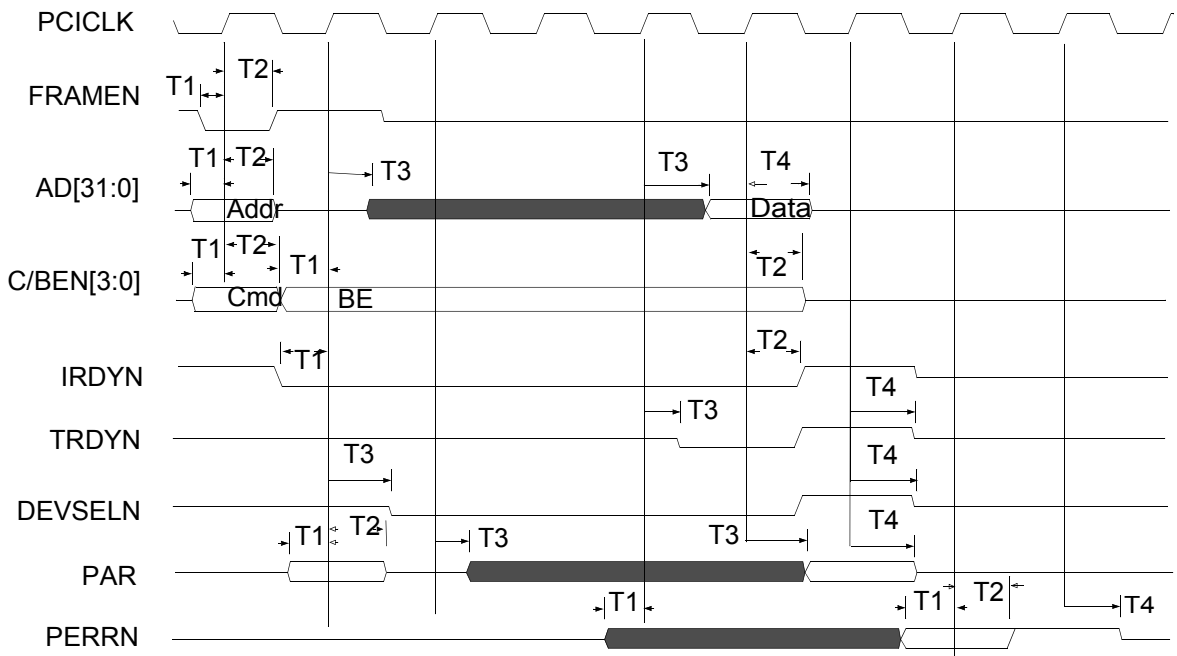 PCICLK
T2
T1
FRAMEN
T1 T2 T3 T3 T4
AD[31:0]
Addr Data
T1 T2 T1 T2
C/BEN[3:0]
Cmd BE
T1 T2
IRDYN
T4
T3
TRDYN
T3 T4
DEVSELN
T1 T2 T3 T3 T4
PAR
T1 T1 T2 T4
PERRN